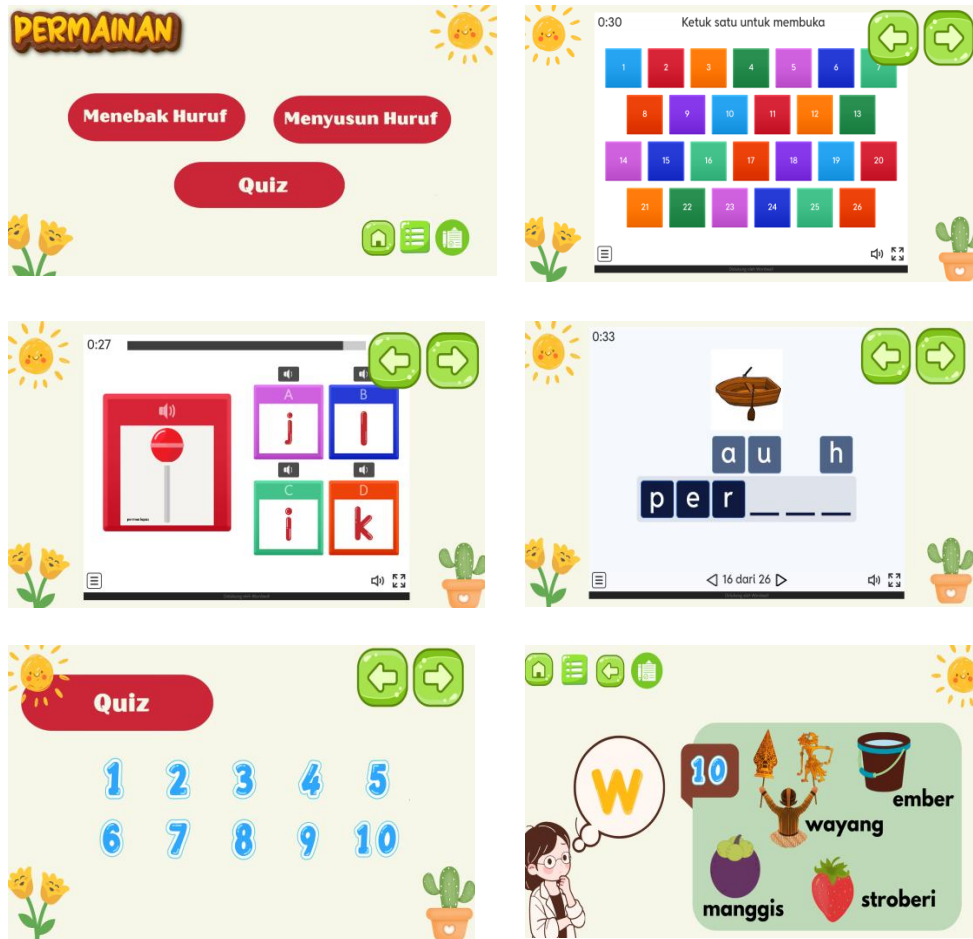 PERMAINAN
Menebak Huruf
Menyusun Huruf
Quiz
0:30 Ketuk satu untuk membuka
1 2 3 4 5 6 7
8 9 10 11 12 13
14 15 16 17 18 19 20
21 22 23 24 25 26
0:27
A B
j l
C D
i k
0:33
a u h
p e r _ _ _
16 dari 26
Quiz
1 2 3 4 5
6 7 8 9 10
W
10
ember
wayang
manggis
stroberi